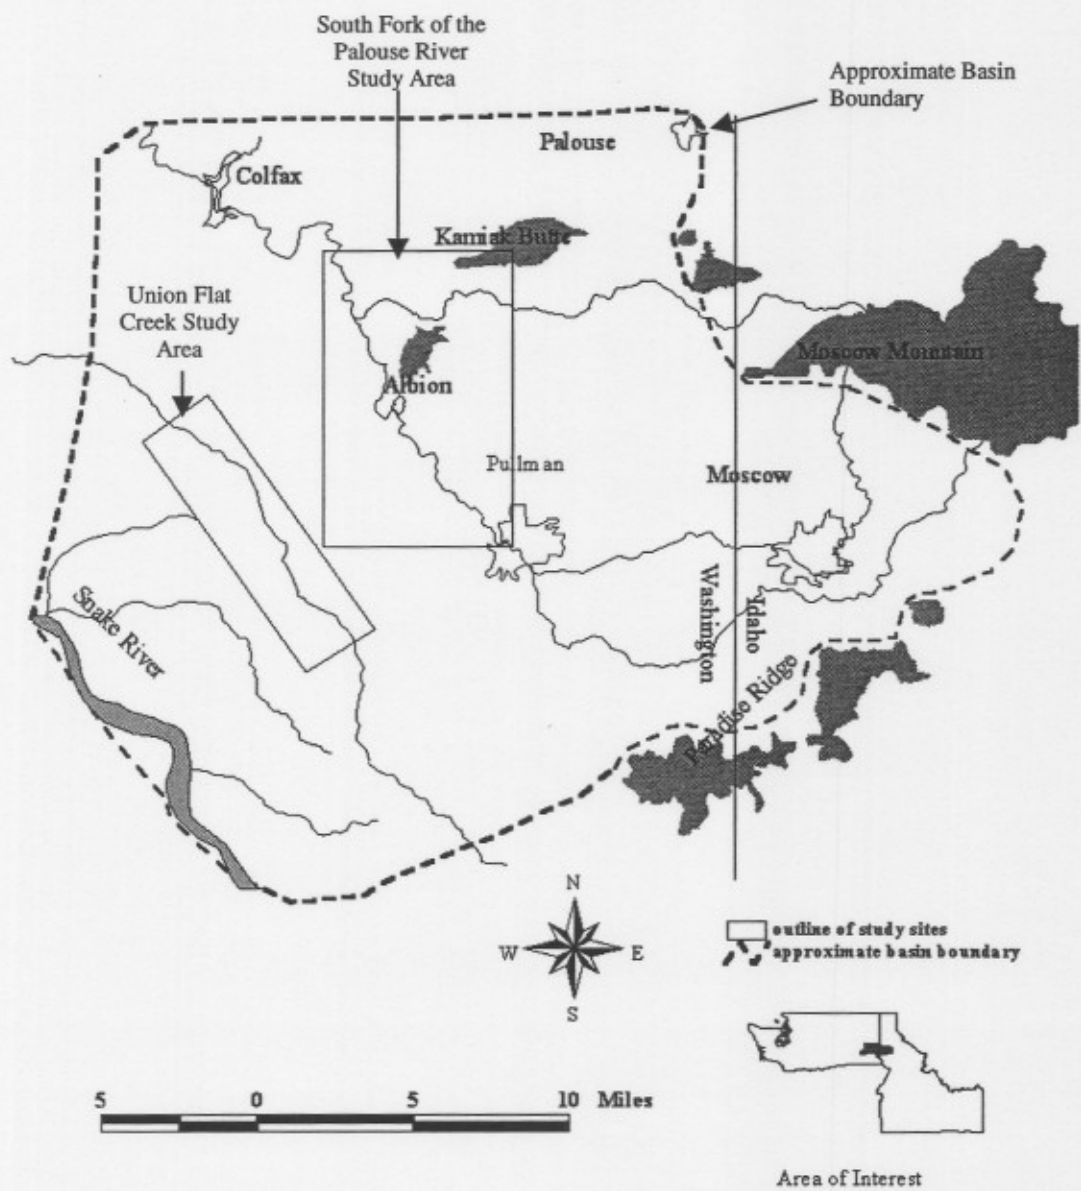 South Fork of the
Palouse River
Study Area
Approximate Basin
Boundary
Palouse
Colfax
Kamiak Butte
Union Flat
Creek Study
Area
Moscow Mountain
Albion
Pullman
Moscow
Washington
Idaho
Snake River
Paradise Ridge
N
W
E
S
outline of study sites
approximate basin boundary
5 0 5 10 Miles
Area of Interest